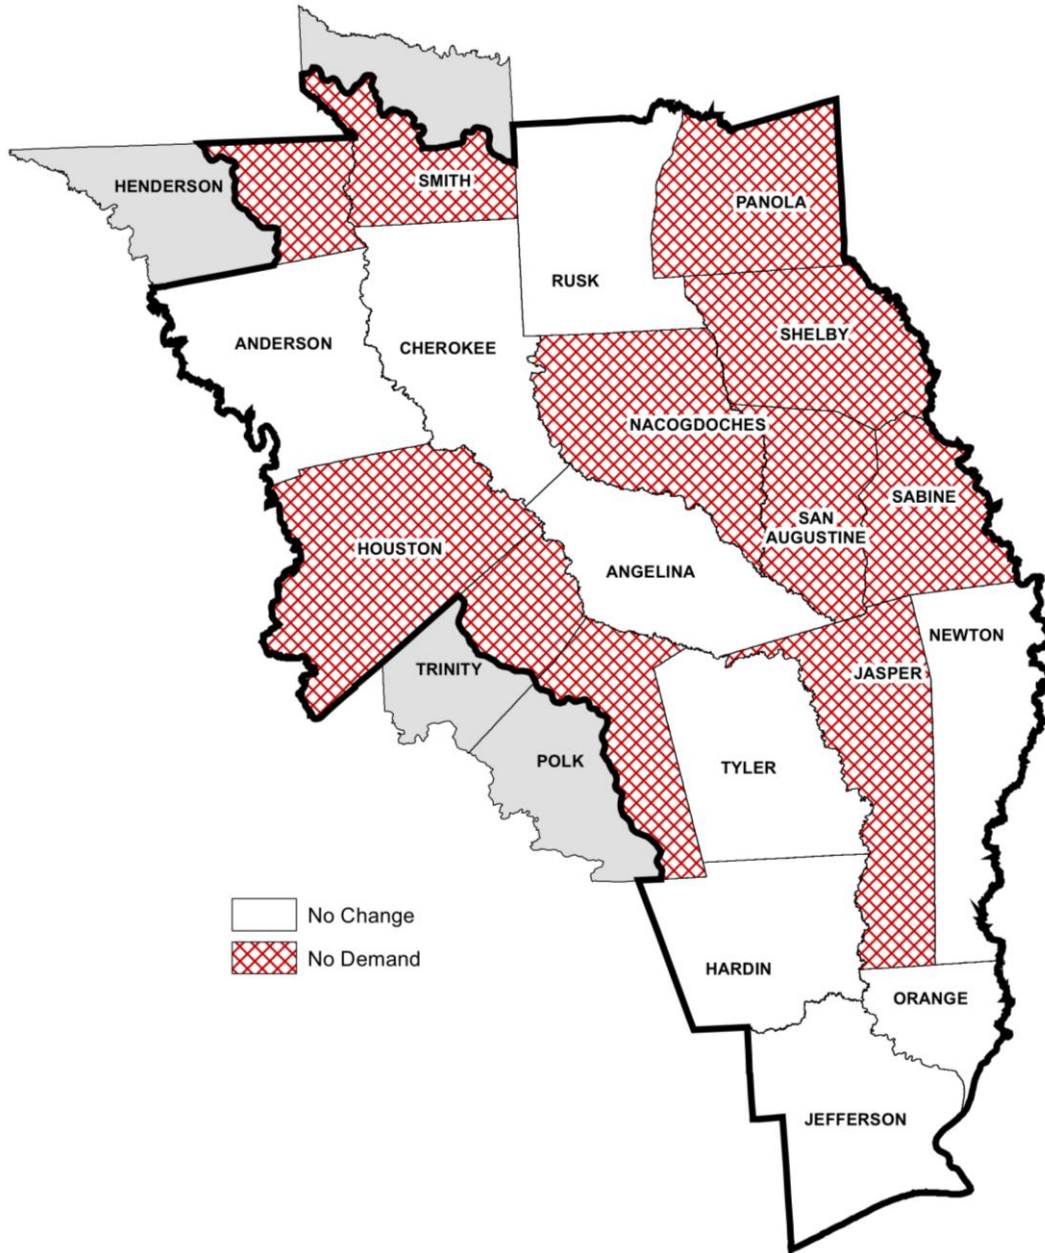 HENDERSON
SMITH
PANOLA
RUSK
SHELBY
ANDERSON
CHEROKEE
NACOGDOCHES
SABINE
SAN
AUGUSTINE
HOUSTON
ANGELINA
NEWTON
TRINITY
JASPER
POLK
TYLER
No Change
No Demand
HARDIN
ORANGE
JEFFERSON